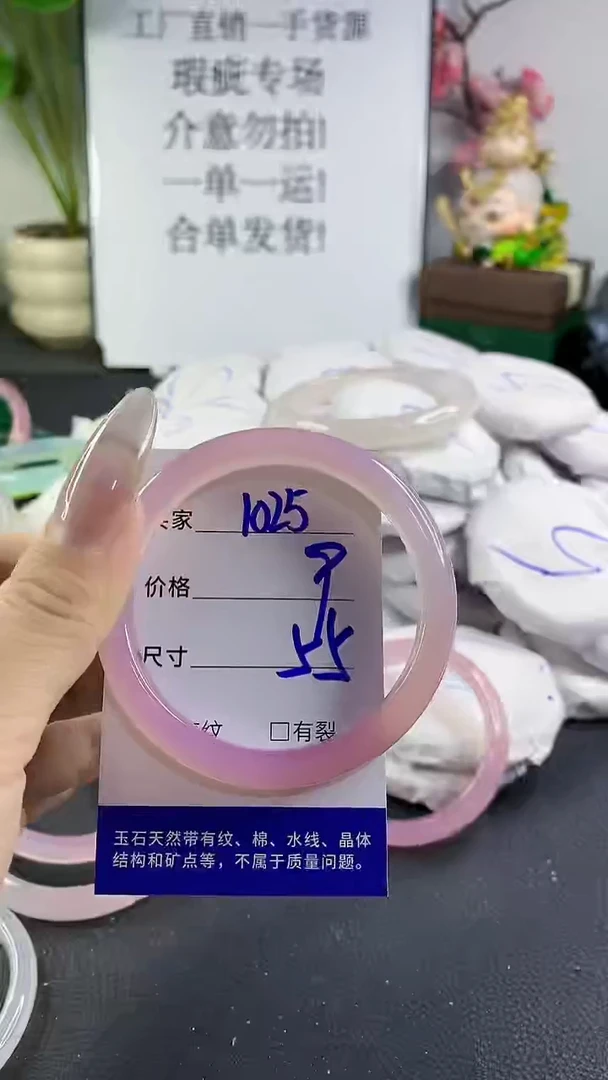 工厂直销一手货源
瑕疵专场
介意勿拍!
一单一运!
合单发货!
家 1025
价格
尺寸 55
纹 □有裂
玉石天然带有纹、棉、水线、晶体
结构和矿点等，不属于质量问题。